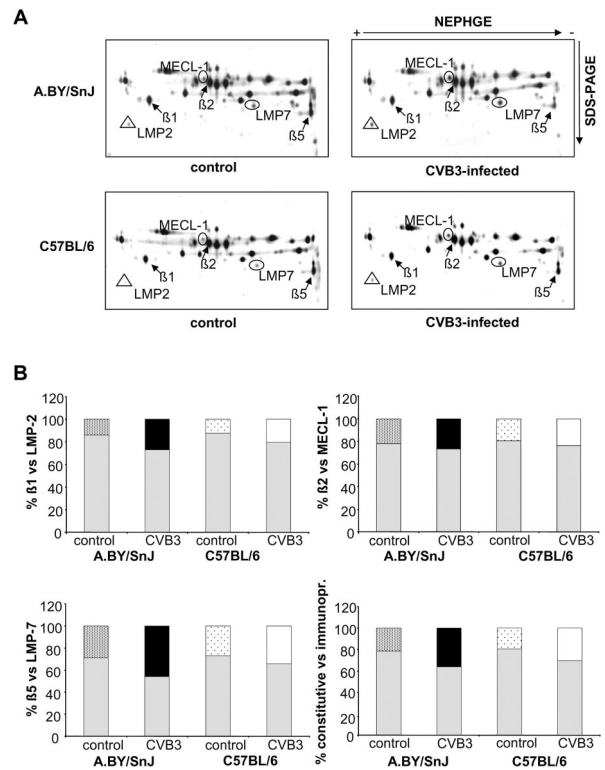 A
NEPHGE
+ -
A.BY/SnJ
MECL-1
ß2
ß1
LMP2
LMP7
ß5
control
MECL-1
ß2
ß1
LMP2
LMP7
ß5
CVB3-infected
SDS-PAGE
C57BL/6
MECL-1
ß2
ß1
LMP2
LMP7
ß5
control
MECL-1
ß2
ß1
LMP2
LMP7
ß5
CVB3-infected
B
% ß1 vs LMP-2
120
100
80
60
40
20
0
control CVB3 control CVB3
A.BY/SnJ C57BL/6
% ß2 vs MECL-1
120
100
80
60
40
20
0
control CVB3 control CVB3
A.BY/SnJ C57BL/6
% ß5 vs LMP-7
120
100
80
60
40
20
0
control CVB3 control CVB3
A.BY/SnJ C57BL/6
% constitutive vs immunopr.
120
100
80
60
40
20
0
control CVB3 control CVB3
A.BY/SnJ C57BL/6